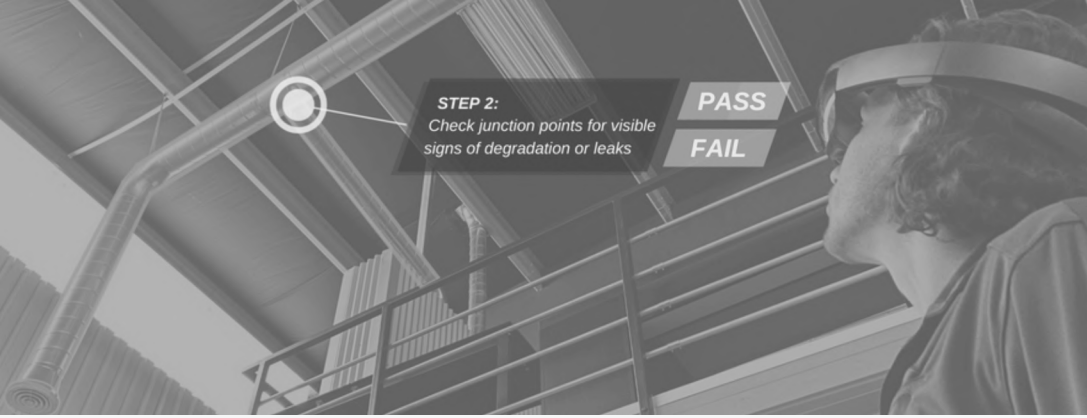 STEP 2:
Check junction points for visible
signs of degradation or leaks
PASS
FAIL